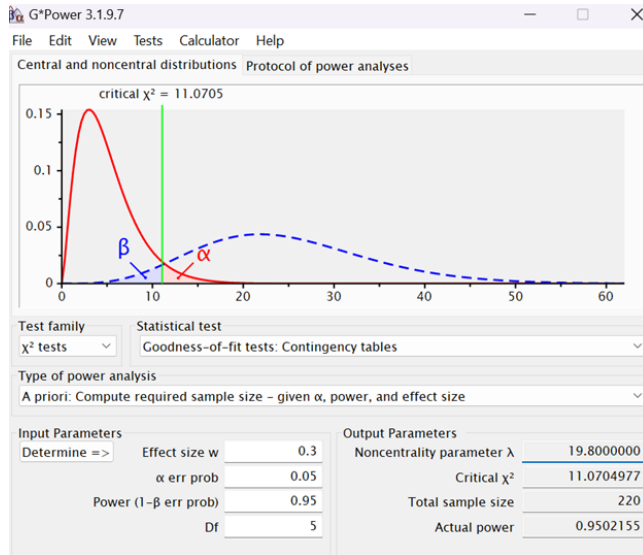 G*Power 3.1.9.7
File Edit View Tests Calculator Help
Central and noncentral distributions Protocol of power analyses
critical χ² = 11.0705
0.15
0.1
0.05
β α
0
0 10 20 30 40 50 60
Test family Statistical test
χ² tests Goodness-of-fit tests: Contingency tables
Type of power analysis
A priori: Compute required sample size – given α, power, and effect size
Input Parameters Output Parameters
Determine => Effect size w 0.3 Noncentrality parameter λ 19.8000000
α err prob 0.05 Critical χ² 11.0704977
Power (1-β err prob) 0.95 Total sample size 220
Df 5 Actual power 0.9502155